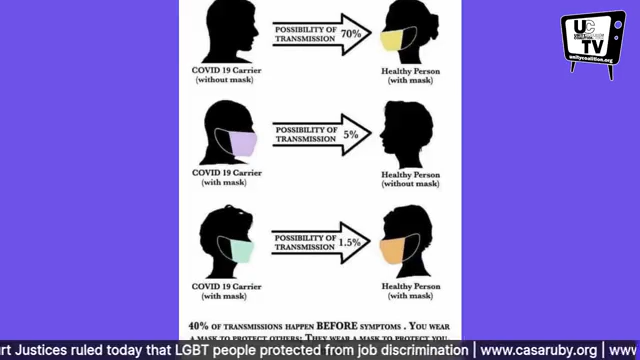 POSSIBILITY OF
TRANSMISSION 70%
COVID 19 Carrier
(without mask)
Healthy Person
(with mask)
POSSIBILITY OF
TRANSMISSION 5%
COVID 19 Carrier
(with mask)
Healthy Person
(without mask)
POSSIBILITY OF
TRANSMISSION 1.5%
COVID 19 Carrier
(with mask)
Healthy Person
(with mask)
40% OF TRANSMISSIONS HAPPEN BEFORE SYMPTOMS. YOU WEAR
A MASK TO PROTECT OTHERS; THEY WEAR A MASK TO PROTECT YOU.
UC
TV
unitycoalition.org
rt Justices ruled today that LGBT people protected from job discrimination | www.casaruby.org | www